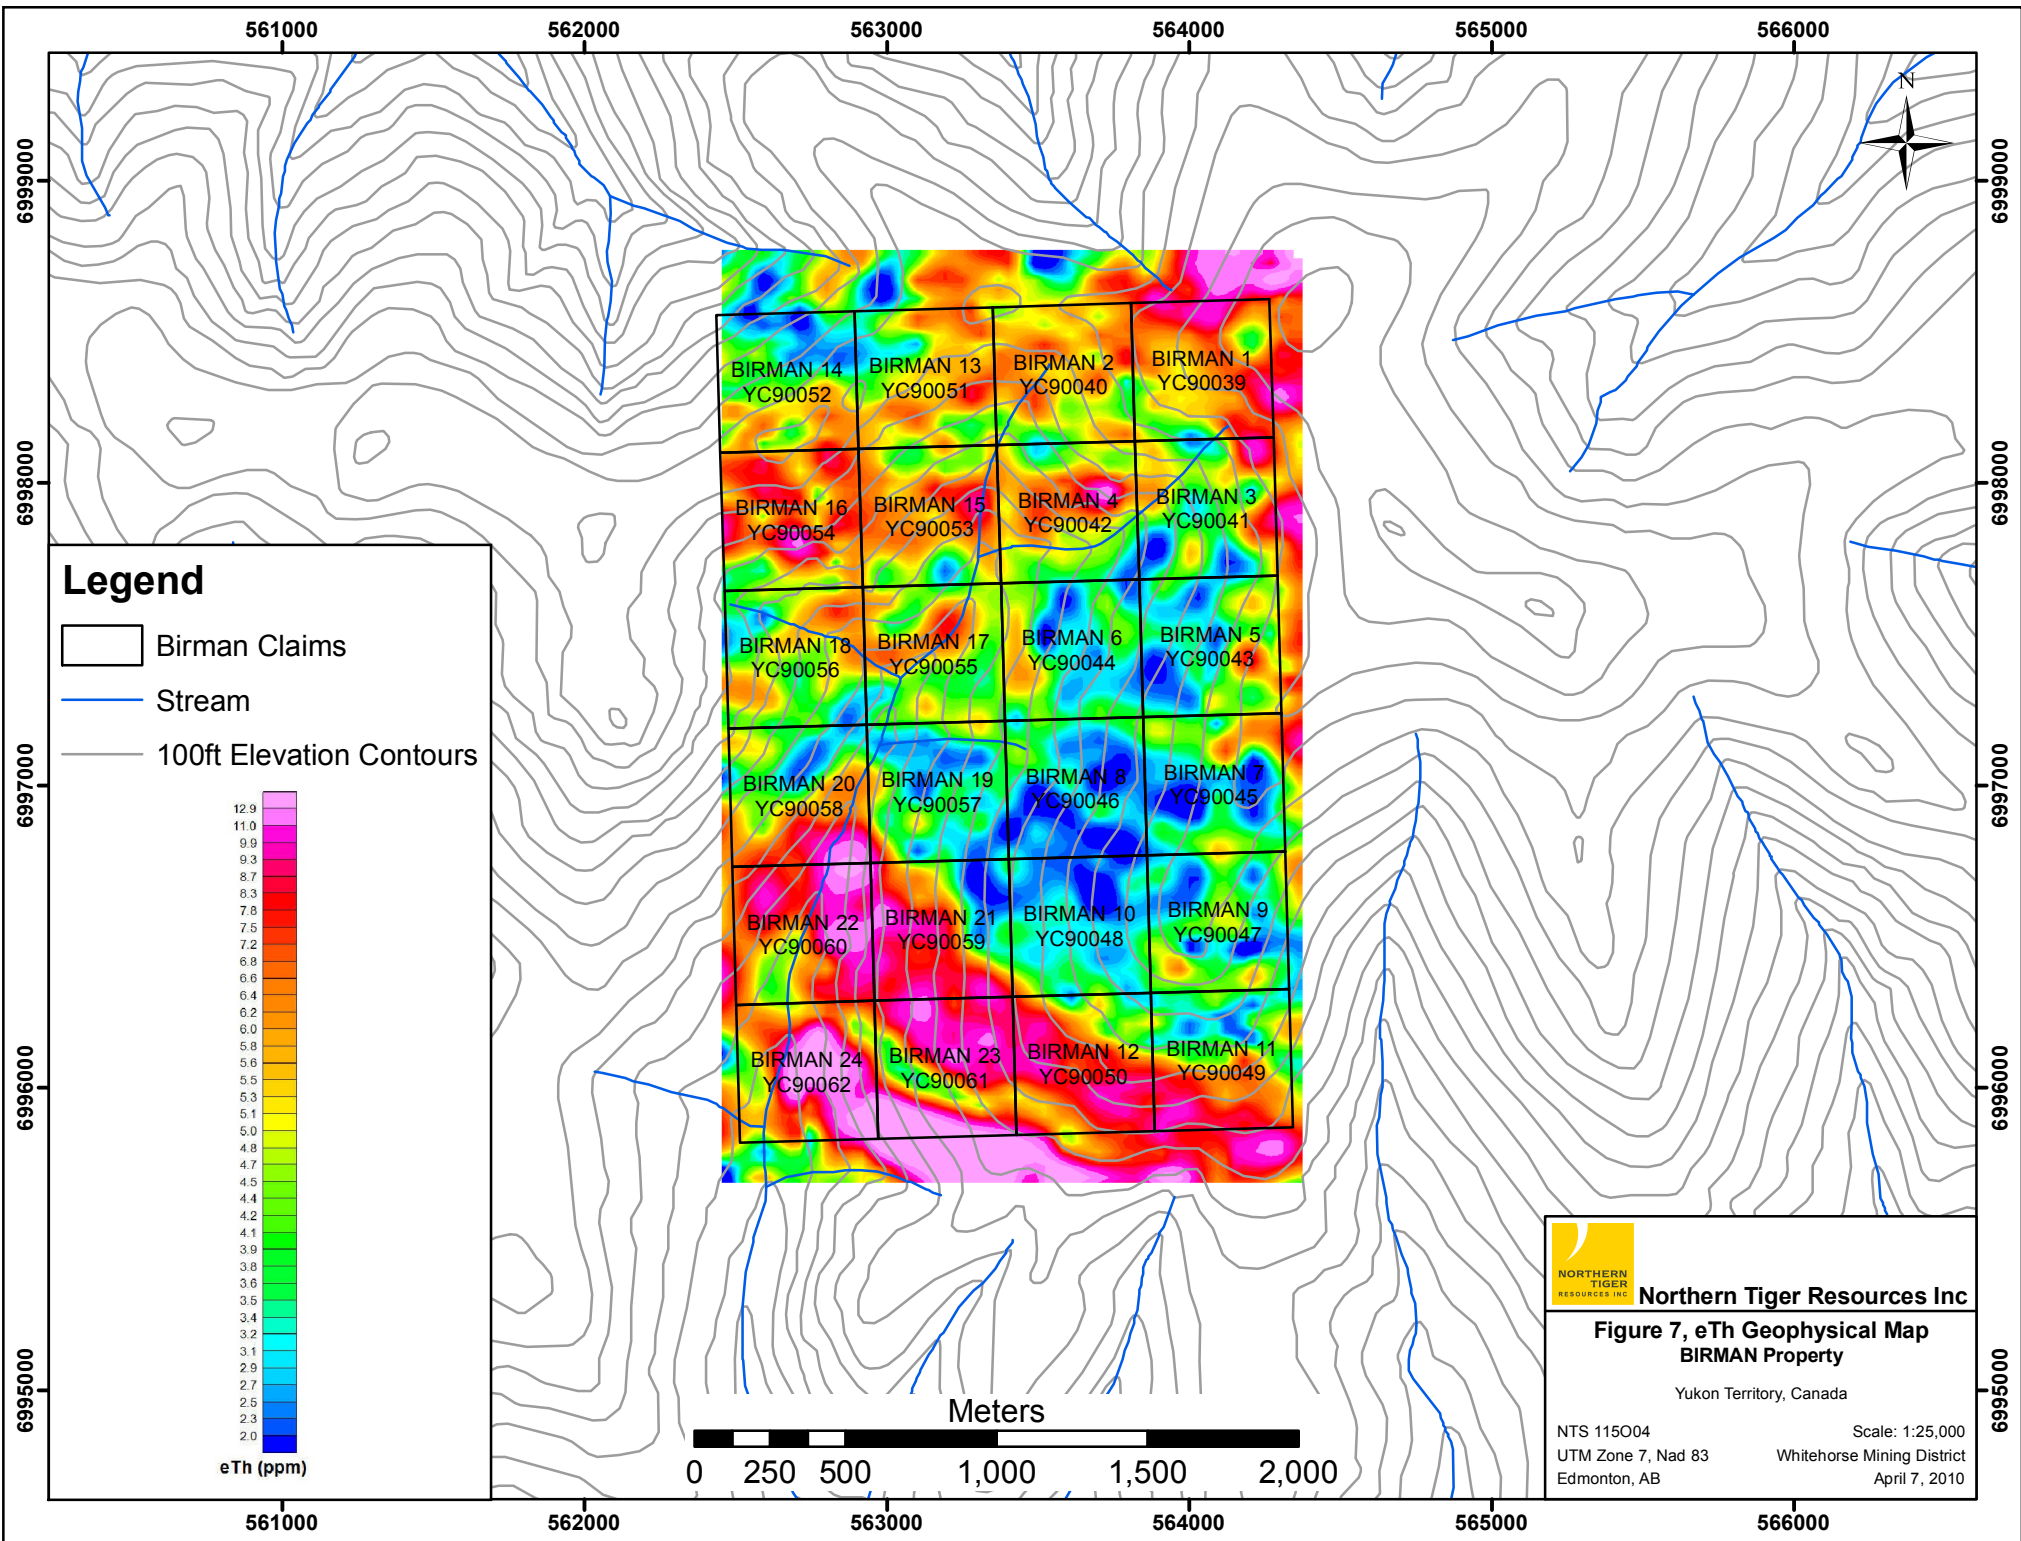 561000 562000 563000 564000 565000 566000
N
6999000 6999000
6998000 6998000
6997000 6997000
6996000 6996000
6995000 6995000
BIRMAN 14
YC90052
BIRMAN 13
YC90051
BIRMAN 2
YC90040
BIRMAN 1
YC90039
BIRMAN 16
YC90054
BIRMAN 15
YC90053
BIRMAN 4
YC90042
BIRMAN 3
YC90041
BIRMAN 18
YC90056
BIRMAN 17
YC90055
BIRMAN 6
YC90044
BIRMAN 5
YC90043
BIRMAN 20
YC90058
BIRMAN 19
YC90057
BIRMAN 8
YC90046
BIRMAN 7
YC90045
BIRMAN 22
YC90060
BIRMAN 21
YC90059
BIRMAN 10
YC90048
BIRMAN 9
YC90047
BIRMAN 24
YC90062
BIRMAN 23
YC90061
BIRMAN 12
YC90050
BIRMAN 11
YC90049
Legend
Birman Claims
Stream
100ft Elevation Contours
12.9
11.0
9.9
9.3
8.7
8.3
7.8
7.5
7.2
6.8
6.6
6.4
6.2
6.0
5.8
5.6
5.5
5.3
5.1
5.0
4.8
4.7
4.5
4.4
4.2
4.1
3.9
3.8
3.6
3.5
3.4
3.2
3.1
2.9
2.7
2.5
2.3
2.0
eTh (ppm)
Meters
0 250 500 1,000 1,500 2,000
NORTHERN
TIGER
RESOURCES INC
Northern Tiger Resources Inc
Figure 7, eTh Geophysical Map
BIRMAN Property
Yukon Territory, Canada
NTS 115O04 Scale: 1:25,000
UTM Zone 7, Nad 83 Whitehorse Mining District
Edmonton, AB April 7, 2010
561000 562000 563000 564000 565000 566000